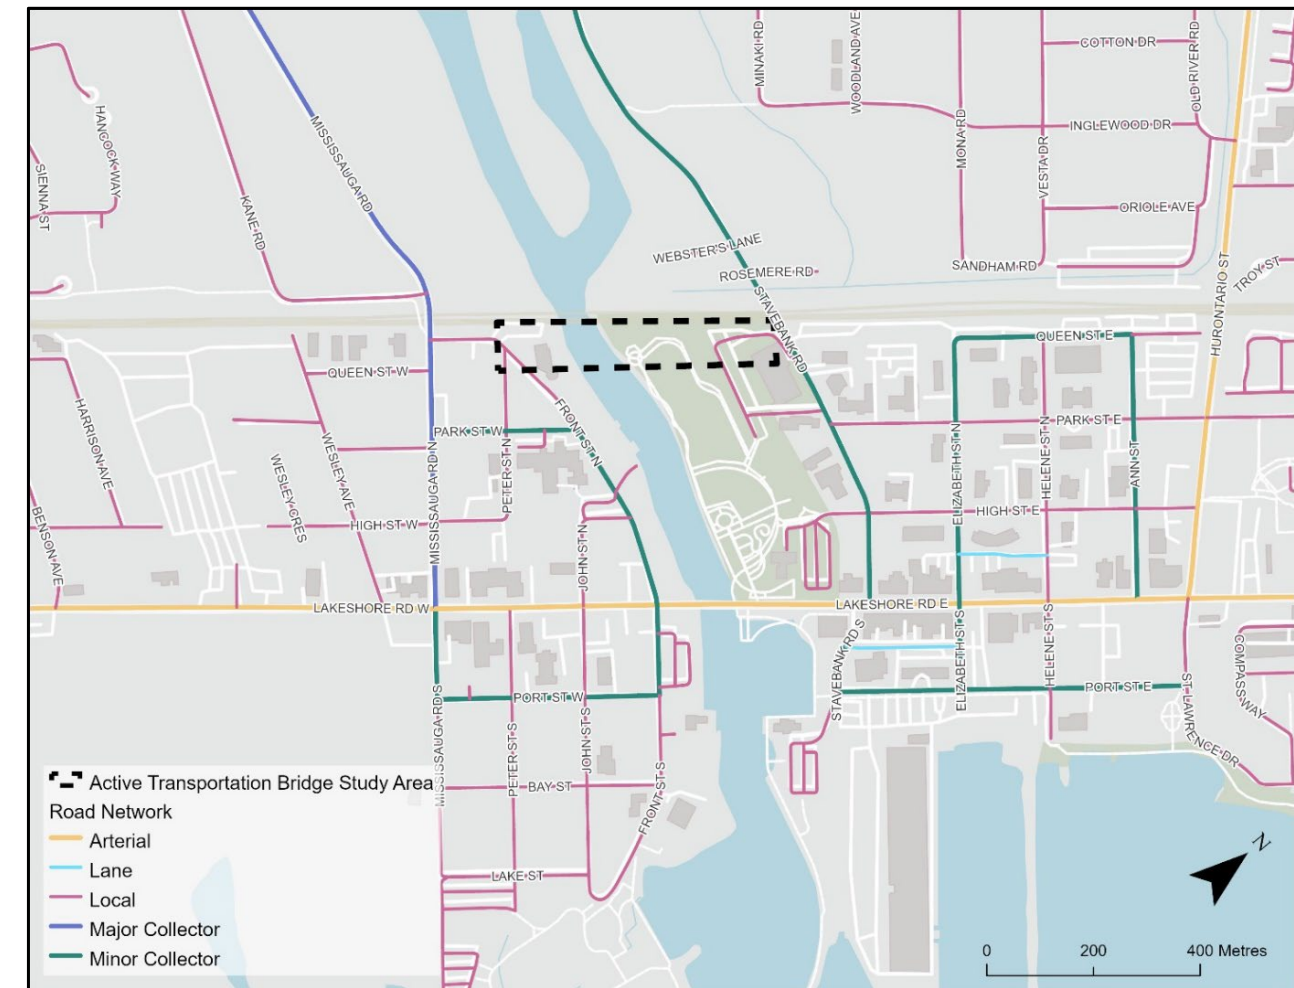 COTTON DR
MINAKI RD
WOODLAND AVE
OLD RIVER RD
HANCOCK WAY
MISSISSAUGA RD
MONA RD
INGLEWOOD DR
VESTA DR
SIENNA ST
KANE RD
ORIOLE AVE
WEBSTER'S LANE
ROSEMERE RD
SANDHAM RD
HURONTARIO ST
TROY ST
STAVEBANK RD
QUEEN ST E
QUEEN ST W
HARRISON AVE
WESLEY AVE
FRONT ST N
PARK ST W
PARK ST E
MISSISSAUGA RD N
PETER ST N
ELIZABETH ST N
HELENE ST N
ANN ST
WESLEY CRES
BENSON AVE
HIGH ST W
HIGH ST E
JOHN ST N
LAKESHORE RD W
LAKESHORE RD E
STAVEBANK RD S
ELIZABETH ST S
HELENE ST S
COMPASS WAY
PORT ST W
PORT ST E
MISSISSAUGA RD S
PETER ST S
JOHN ST S
ST LAWRENCE DR
BAY ST
FRONT ST S
LAKE ST
Active Transportation Bridge Study Area
Road Network
Arterial
Lane
Local
Major Collector
Minor Collector
N
0 200 400 Metres